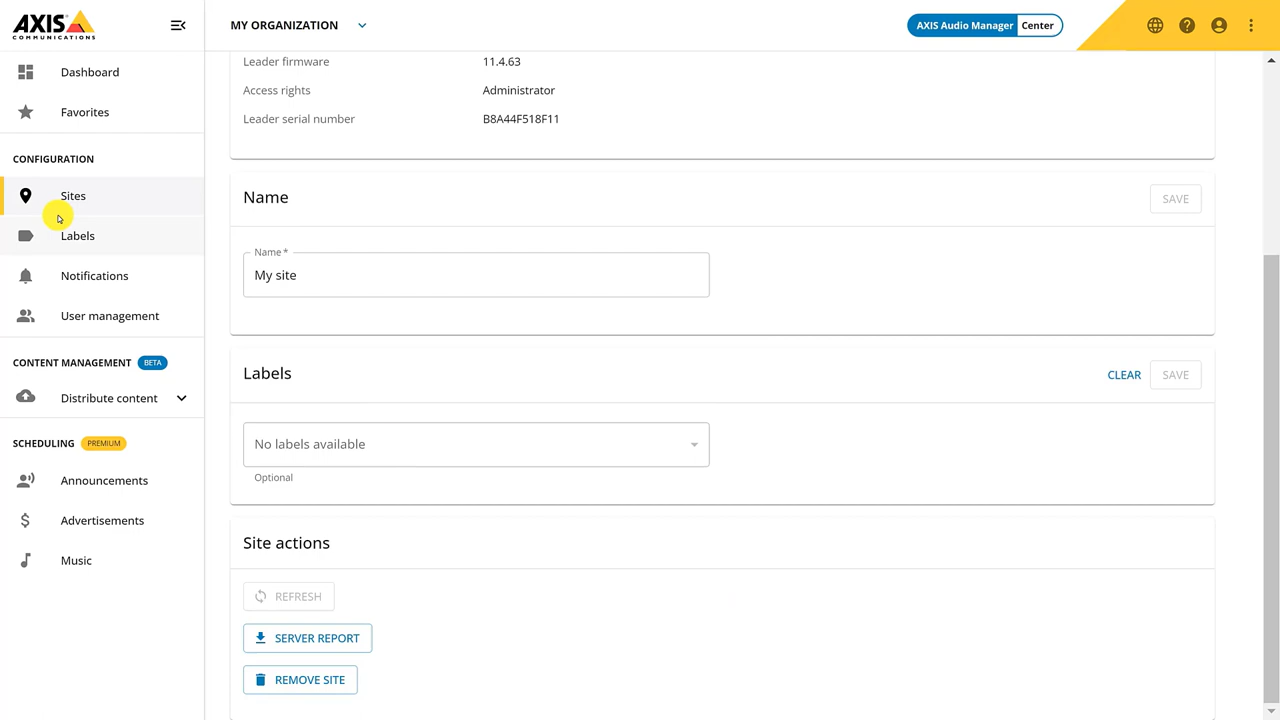 AXIS
COMMUNICATIONS
MY ORGANIZATION
AXIS Audio Manager Center
Dashboard
Favorites
CONFIGURATION
Sites
Labels
Notifications
User management
CONTENT MANAGEMENT BETA
Distribute content
SCHEDULING PREMIUM
Announcements
Advertisements
Music
Leader firmware 11.4.63
Access rights Administrator
Leader serial number B8A44F518F11
Name SAVE
Name *
My site
Labels CLEAR SAVE
No labels available
Optional
Site actions
REFRESH
SERVER REPORT
REMOVE SITE